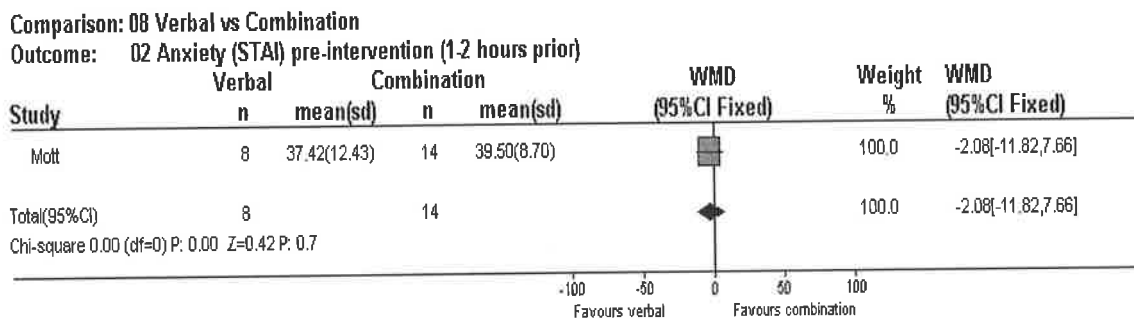 Comparison: 08 Verbal vs Combination
Outcome: 02 Anxiety (STAI) pre-intervention (1-2 hours prior)
Verbal Combination WMD Weight WMD
Study n mean(sd) n mean(sd) (95%CI Fixed) % (95%CI Fixed)
Mott 8 37.42(12.43) 14 39.50(8.70) 100.0 -2.08[-11.82,7.66]
Total(95%CI) 8 14 100.0 -2.08[-11.82,7.66]
Chi-square 0.00 (df=0) P: 0.00 Z=0.42 P: 0.7
-100 -50 0 50 100
Favours verbal Favours combination